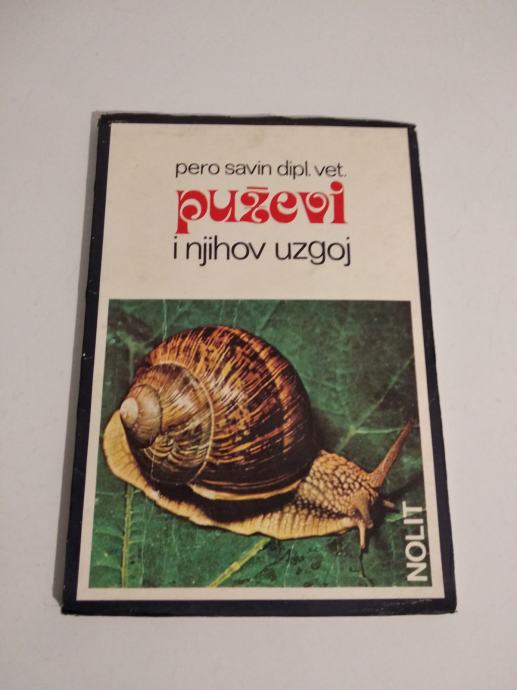 pero savin dipl. vet.
puževi
i njihov uzgoj
NOLIT